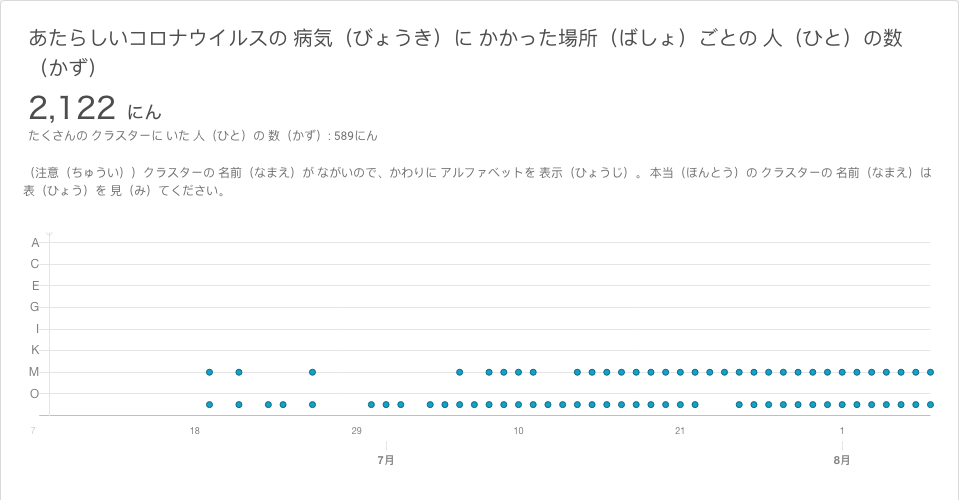 あたらしいコロナウイルスの 病気（びょうき）に かかった場所（ばしょ）ごとの 人（ひと）の数
（かず）
2,122 にん
たくさんの クラスターに いた 人（ひと）の 数（かず）: 589にん
（注意（ちゅうい））クラスターの 名前（なまえ）が ながいので、かわりに アルファベットを 表示（ひょうじ）。 本当（ほんとう）の クラスターの 名前（なまえ）は
表（ひょう）を 見（み）てください。
A
C
E
G
I
K
M
O
7 18 29 10 21 1
7月 8月